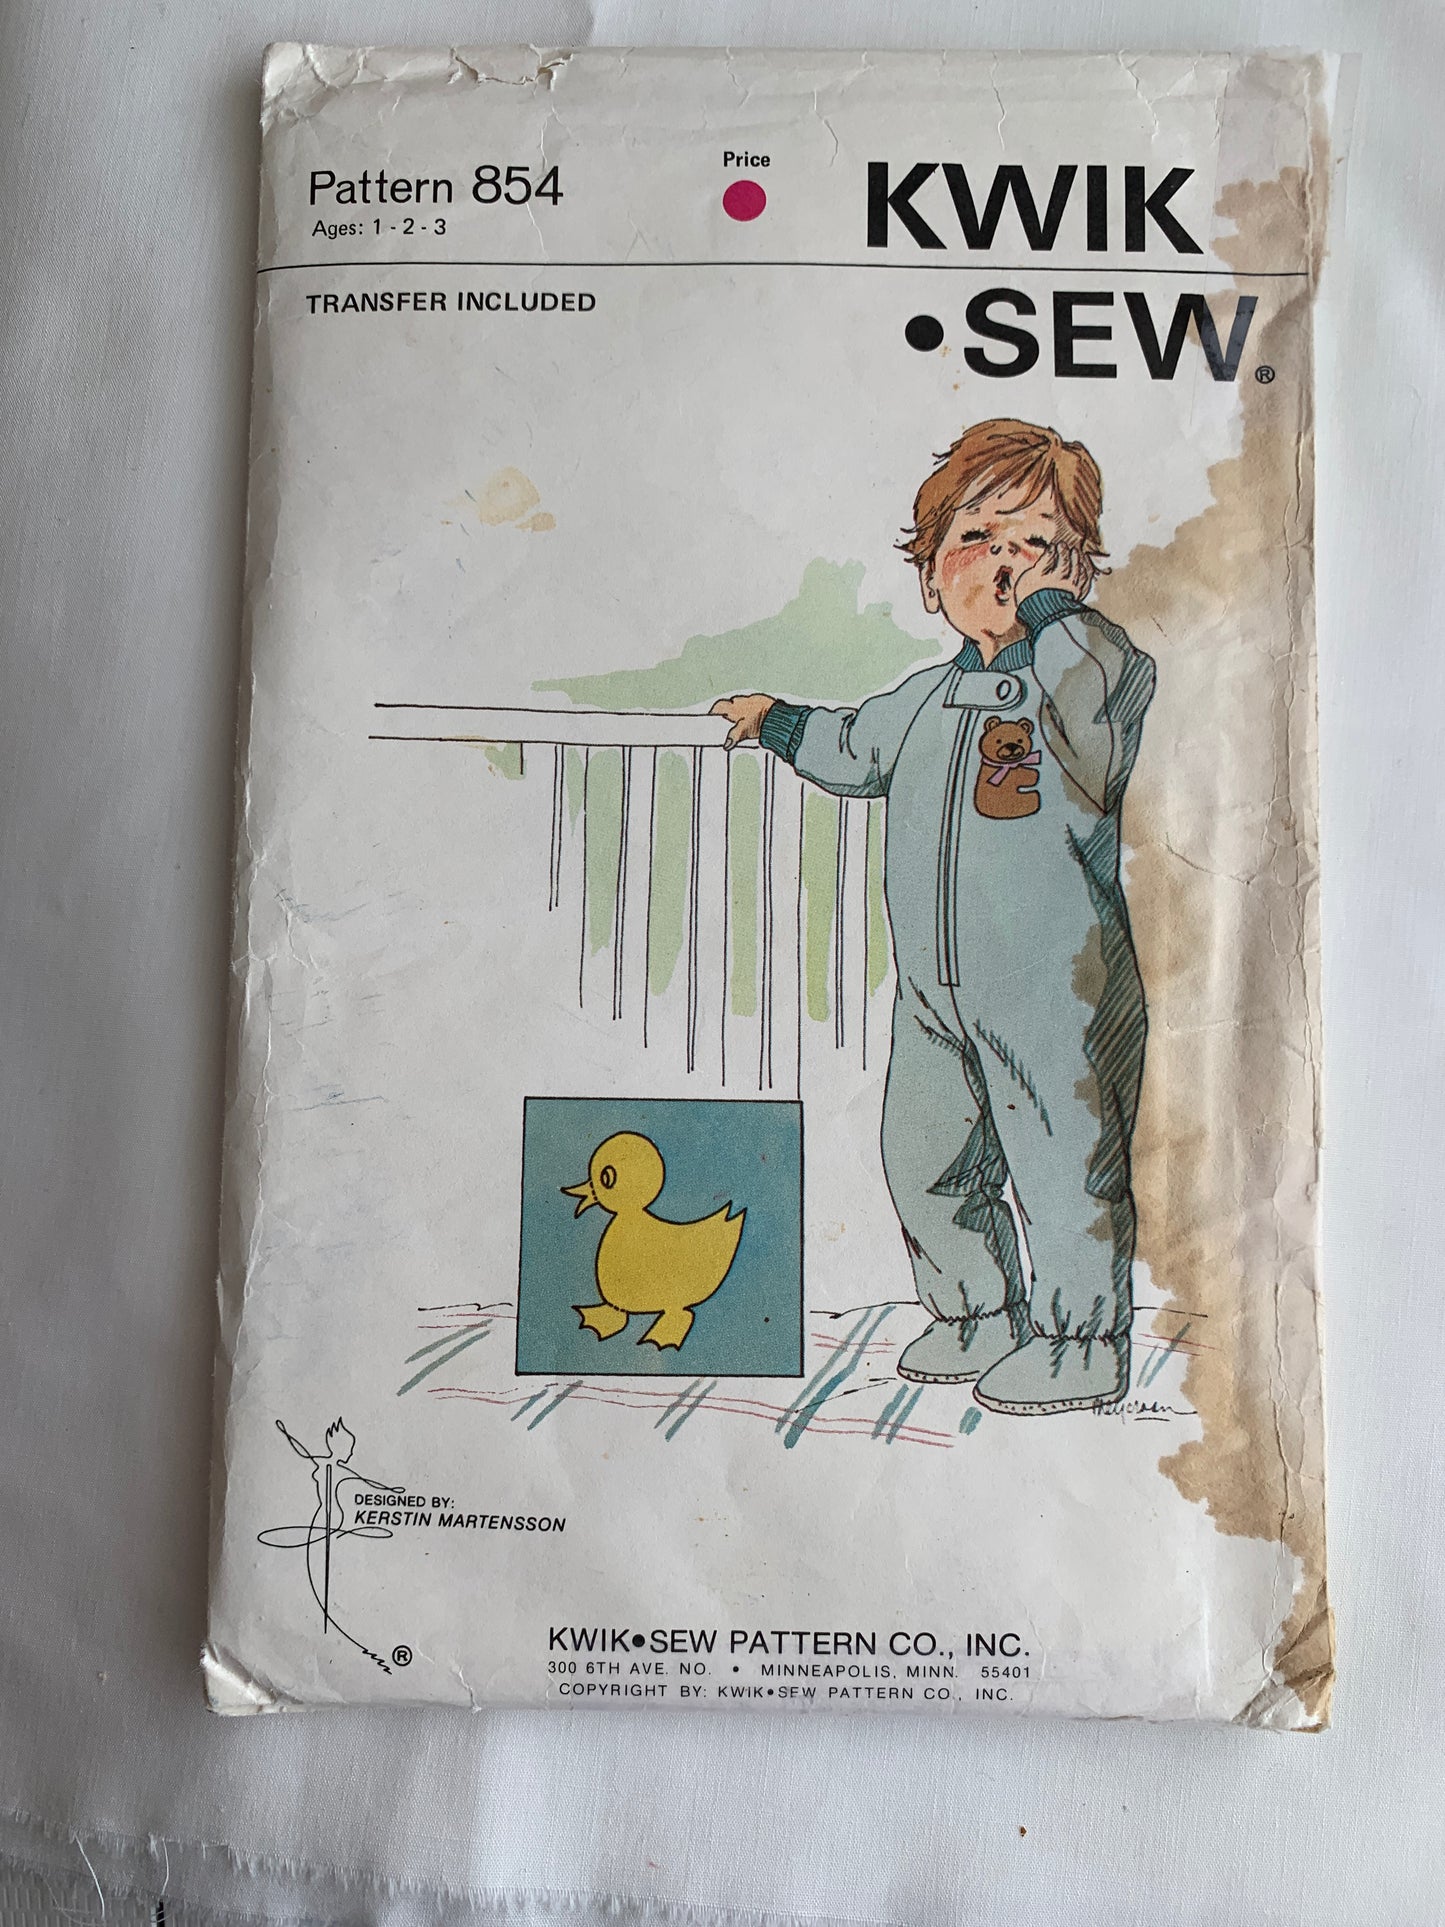 Pattern 854
Ages: 1 - 2 - 3
Price
KWIK
•SEW®
TRANSFER INCLUDED
DESIGNED BY:
KERSTIN MARTENSSON
®
KWIK•SEW PATTERN CO., INC.
300 6TH AVE. NO. • MINNEAPOLIS, MINN. 55401
COPYRIGHT BY: KWIK•SEW PATTERN CO., INC.